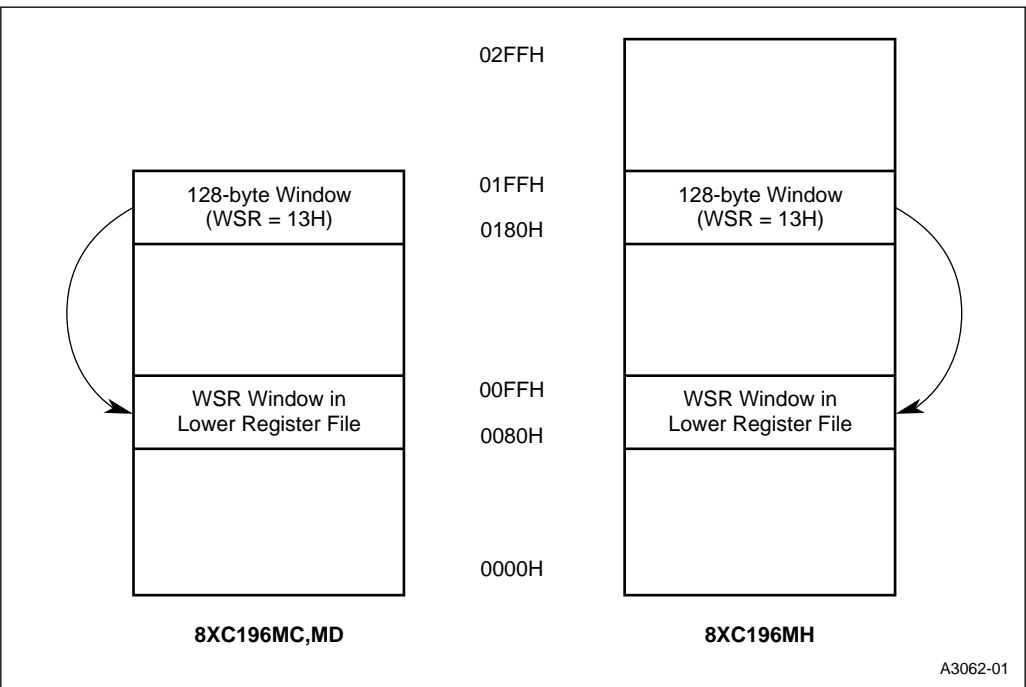 02FFH
128-byte Window
(WSR = 13H)
01FFH
0180H
128-byte Window
(WSR = 13H)
WSR Window in
Lower Register File
00FFH
0080H
WSR Window in
Lower Register File
0000H
8XC196MC,MD
8XC196MH
A3062-01